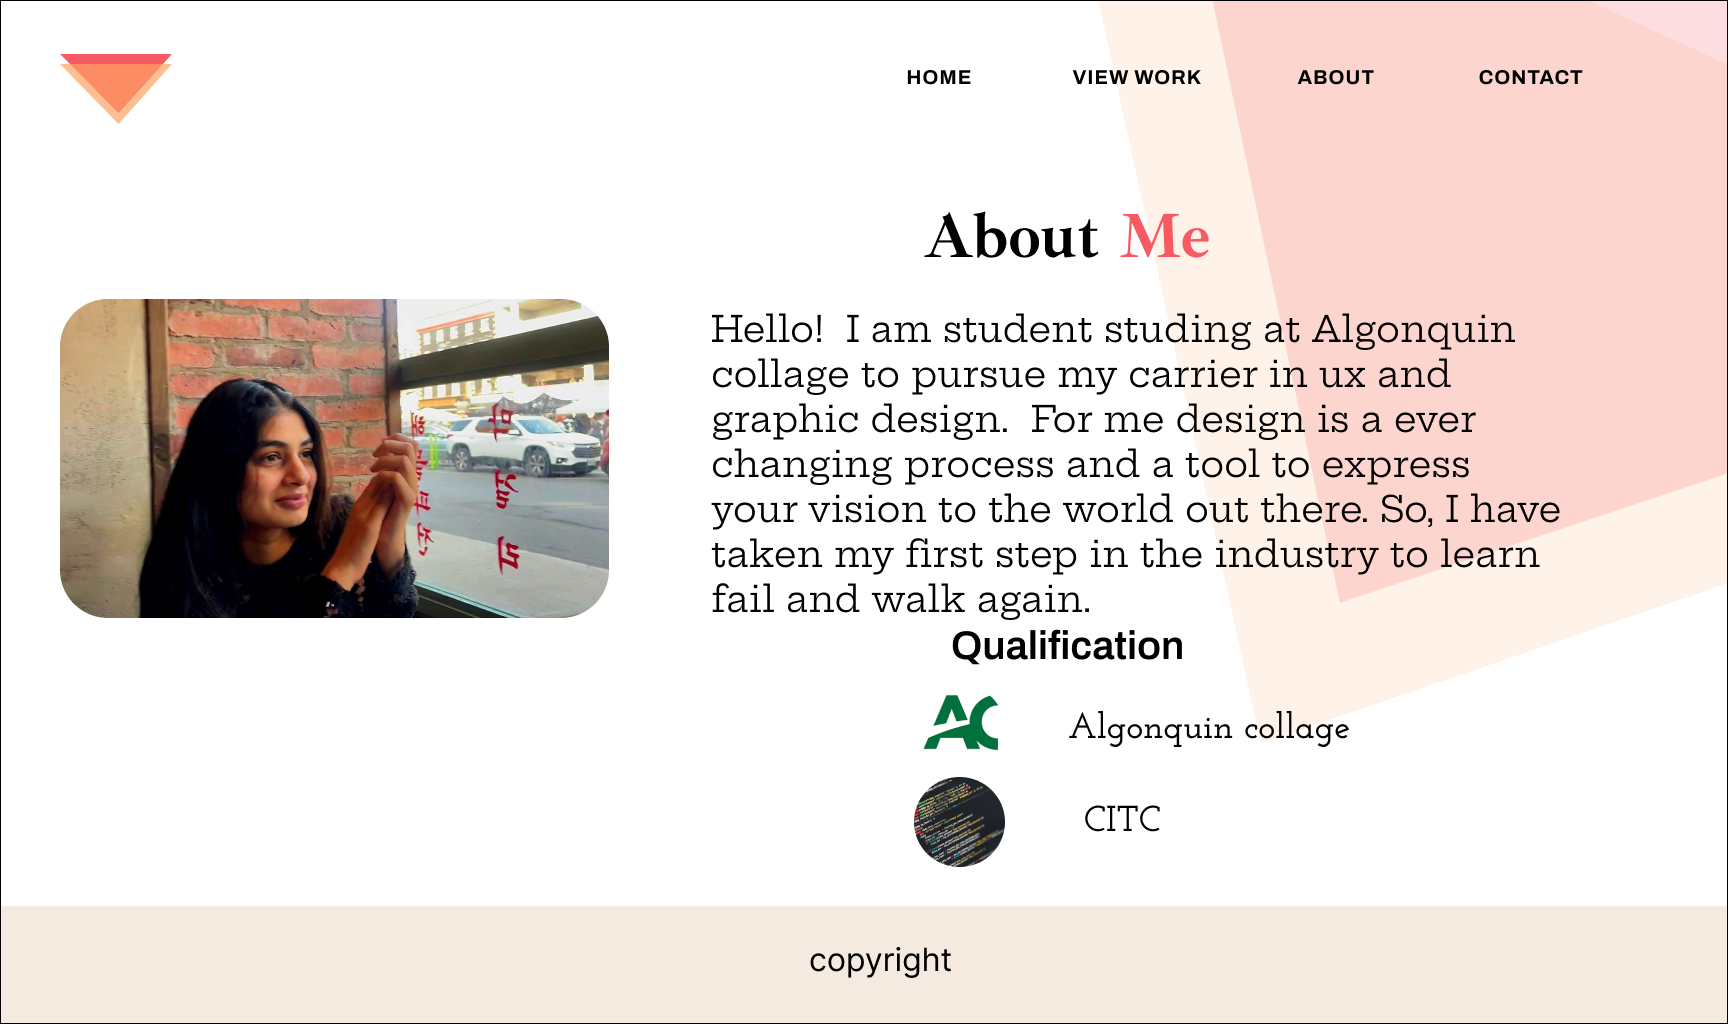 HOME VIEW WORK ABOUT CONTACT
About Me
Hello!  I am student studing at Algonquin
collage to pursue my carrier in ux and
graphic design.  For me design is a ever
changing process and a tool to express
your vision to the world out there. So, I have
taken my first step in the industry to learn
fail and walk again.
Qualification
AC
Algonquin collage
CITC
copyright